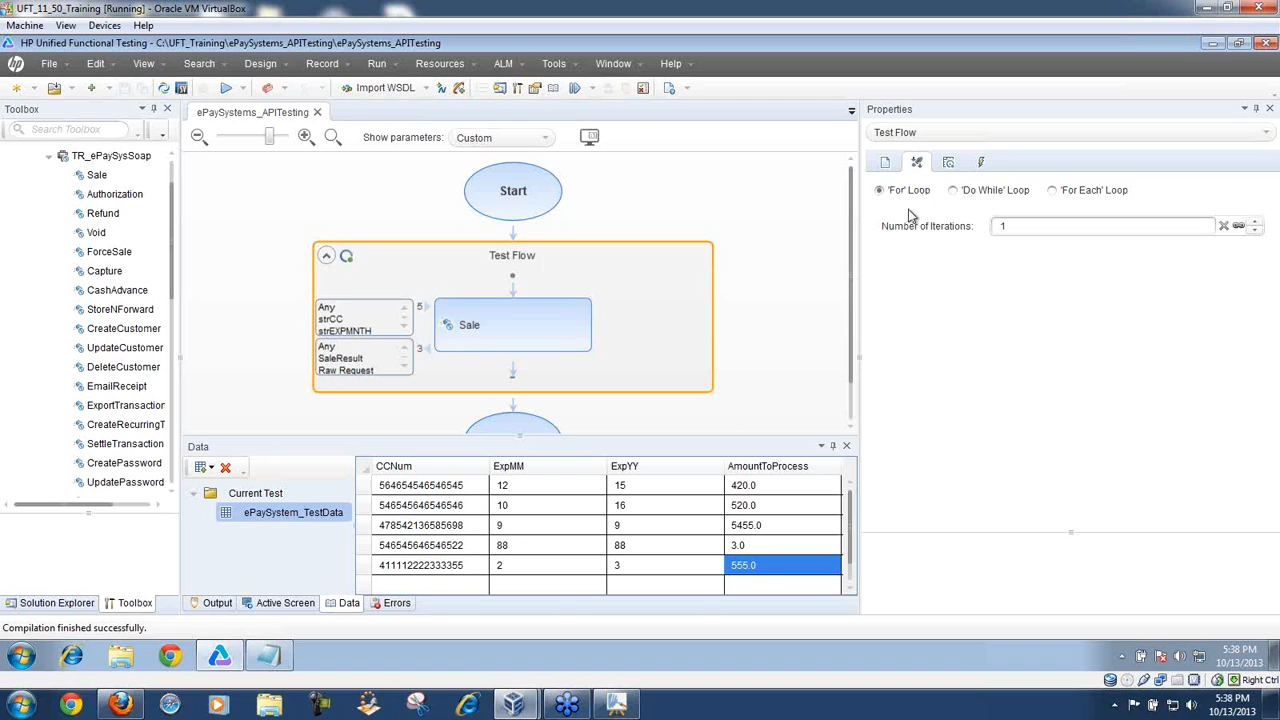 UFT_11_50_Training [Running] - Oracle VM VirtualBox
Machine View Devices Help
HP Unified Functional Testing - C:\UFT_Training\ePaySystems_APITesting\ePaySystems_APITesting
File Edit View Search Design Record Run Resources ALM Tools Window Help
Import WSDL
Toolbox
Search Toolbox
TR_ePaySysSoap
Sale
Authorization
Refund
Void
ForceSale
Capture
CashAdvance
StoreNForward
CreateCustomer
UpdateCustomer
DeleteCustomer
EmailReceipt
ExportTransaction
CreateRecurringT
SettleTransaction
CreatePassword
UpdatePassword
Solution Explorer Toolbox
ePaySystems_APITesting
Show parameters: Custom
Start
Test Flow
Any
strCC
strEXPMNTH
5
Sale
Any
SaleResult
Raw Request
3
Data
Current Test
ePaySystem_TestData
CCNum ExpMM ExpYY AmountToProcess
564654546546545 12 15 420.0
546545646546546 10 16 520.0
478542136585698 9 9 5455.0
546545646546522 88 88 3.0
411112222333355 2 3 555.0
Output Active Screen Data Errors
Properties
Test Flow
'For' Loop 'Do While' Loop 'For Each' Loop
Number of Iterations: 1
Compilation finished successfully.
5:38 PM
10/13/2013
Right Ctrl
5:38 PM
10/13/2013